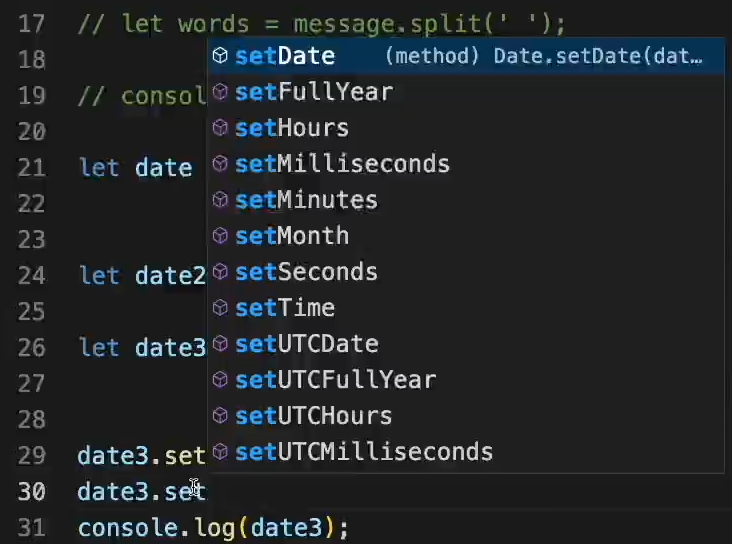 17 // let words = message.split(' ');
18 setDate (method) Date.setDate(dat…
19 // consol setFullYear
20 setHours
21 let date setMilliseconds
22 setMinutes
23 setMonth
24 let date2 setSeconds
25 setTime
26 let date3 setUTCDate
27 setUTCFullYear
28 setUTCHours
29 date3.set setUTCMilliseconds
30 date3.set
31 console.log(date3);